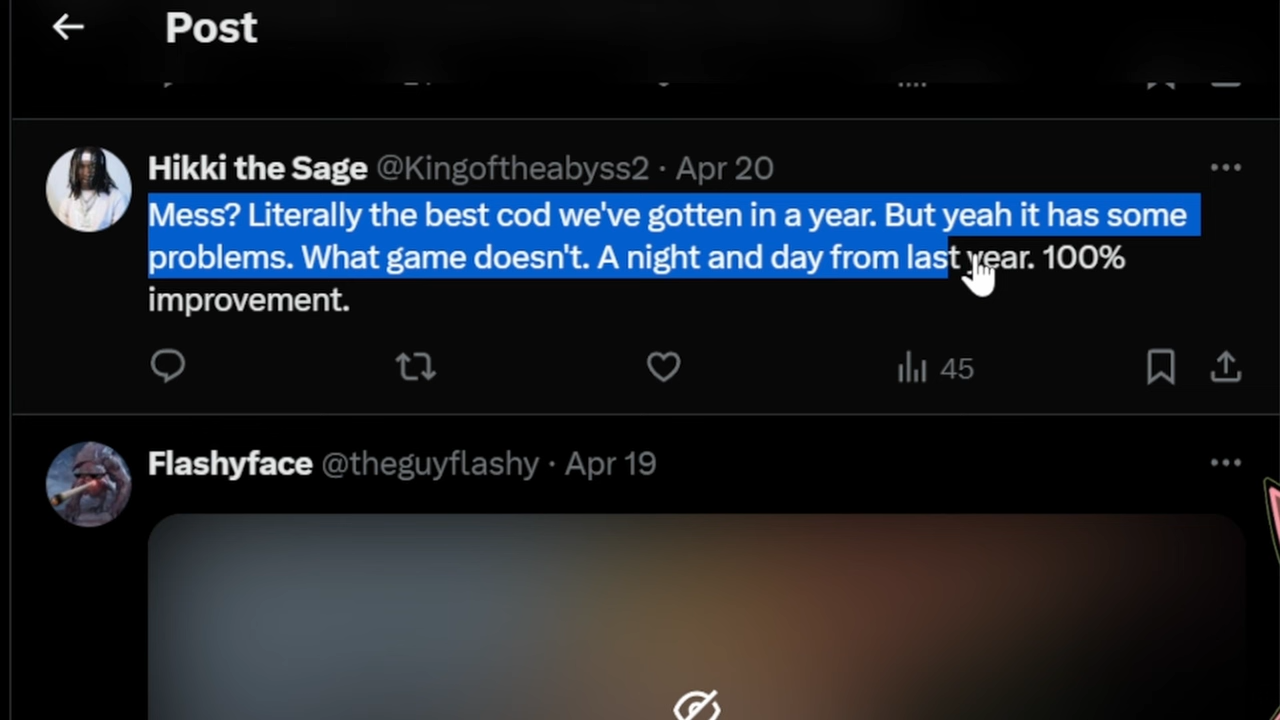 Post
Hikki the Sage @Kingoftheabyss2 · Apr 20
Mess? Literally the best cod we've gotten in a year. But yeah it has some
problems. What game doesn't. A night and day from last year. 100%
improvement.
45
Flashyface @theguyflashy · Apr 19